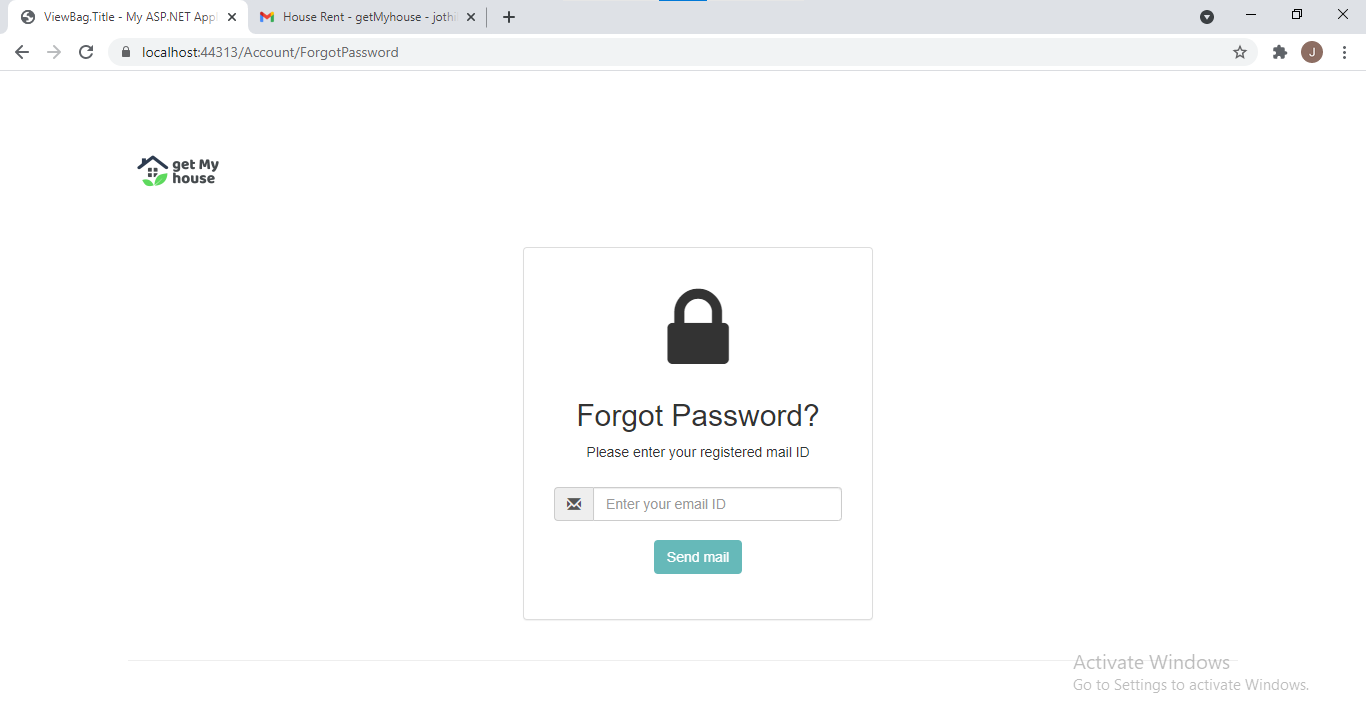 ViewBag.Title - My ASP.NET Appl
House Rent - getMyhouse - jothi
localhost:44313/Account/ForgotPassword
J
get My
house
Forgot Password?
Please enter your registered mail ID
Enter your email ID
Send mail
Activate Windows
Go to Settings to activate Windows.